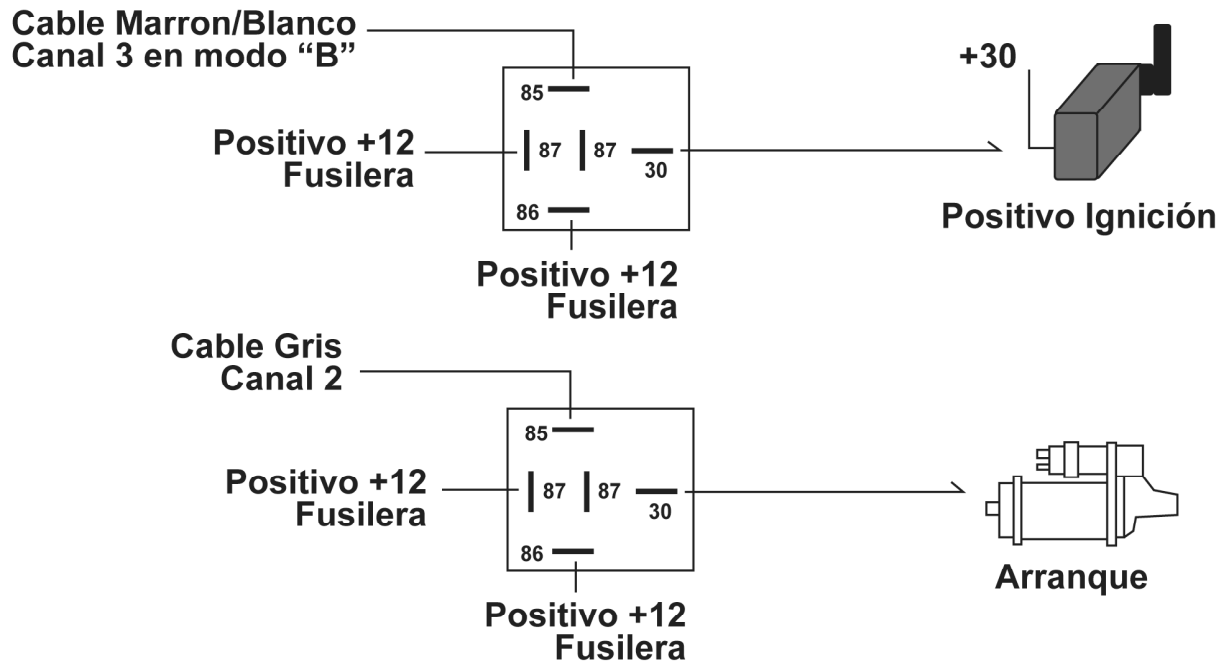 Cable Marron/Blanco
Canal 3 en modo “B”
85
+30
Positivo +12
Fusilera
87
87
30
86
Positivo Ignición
Positivo +12
Fusilera
Cable Gris
Canal 2
85
Positivo +12
Fusilera
87
87
30
86
Arranque
Positivo +12
Fusilera